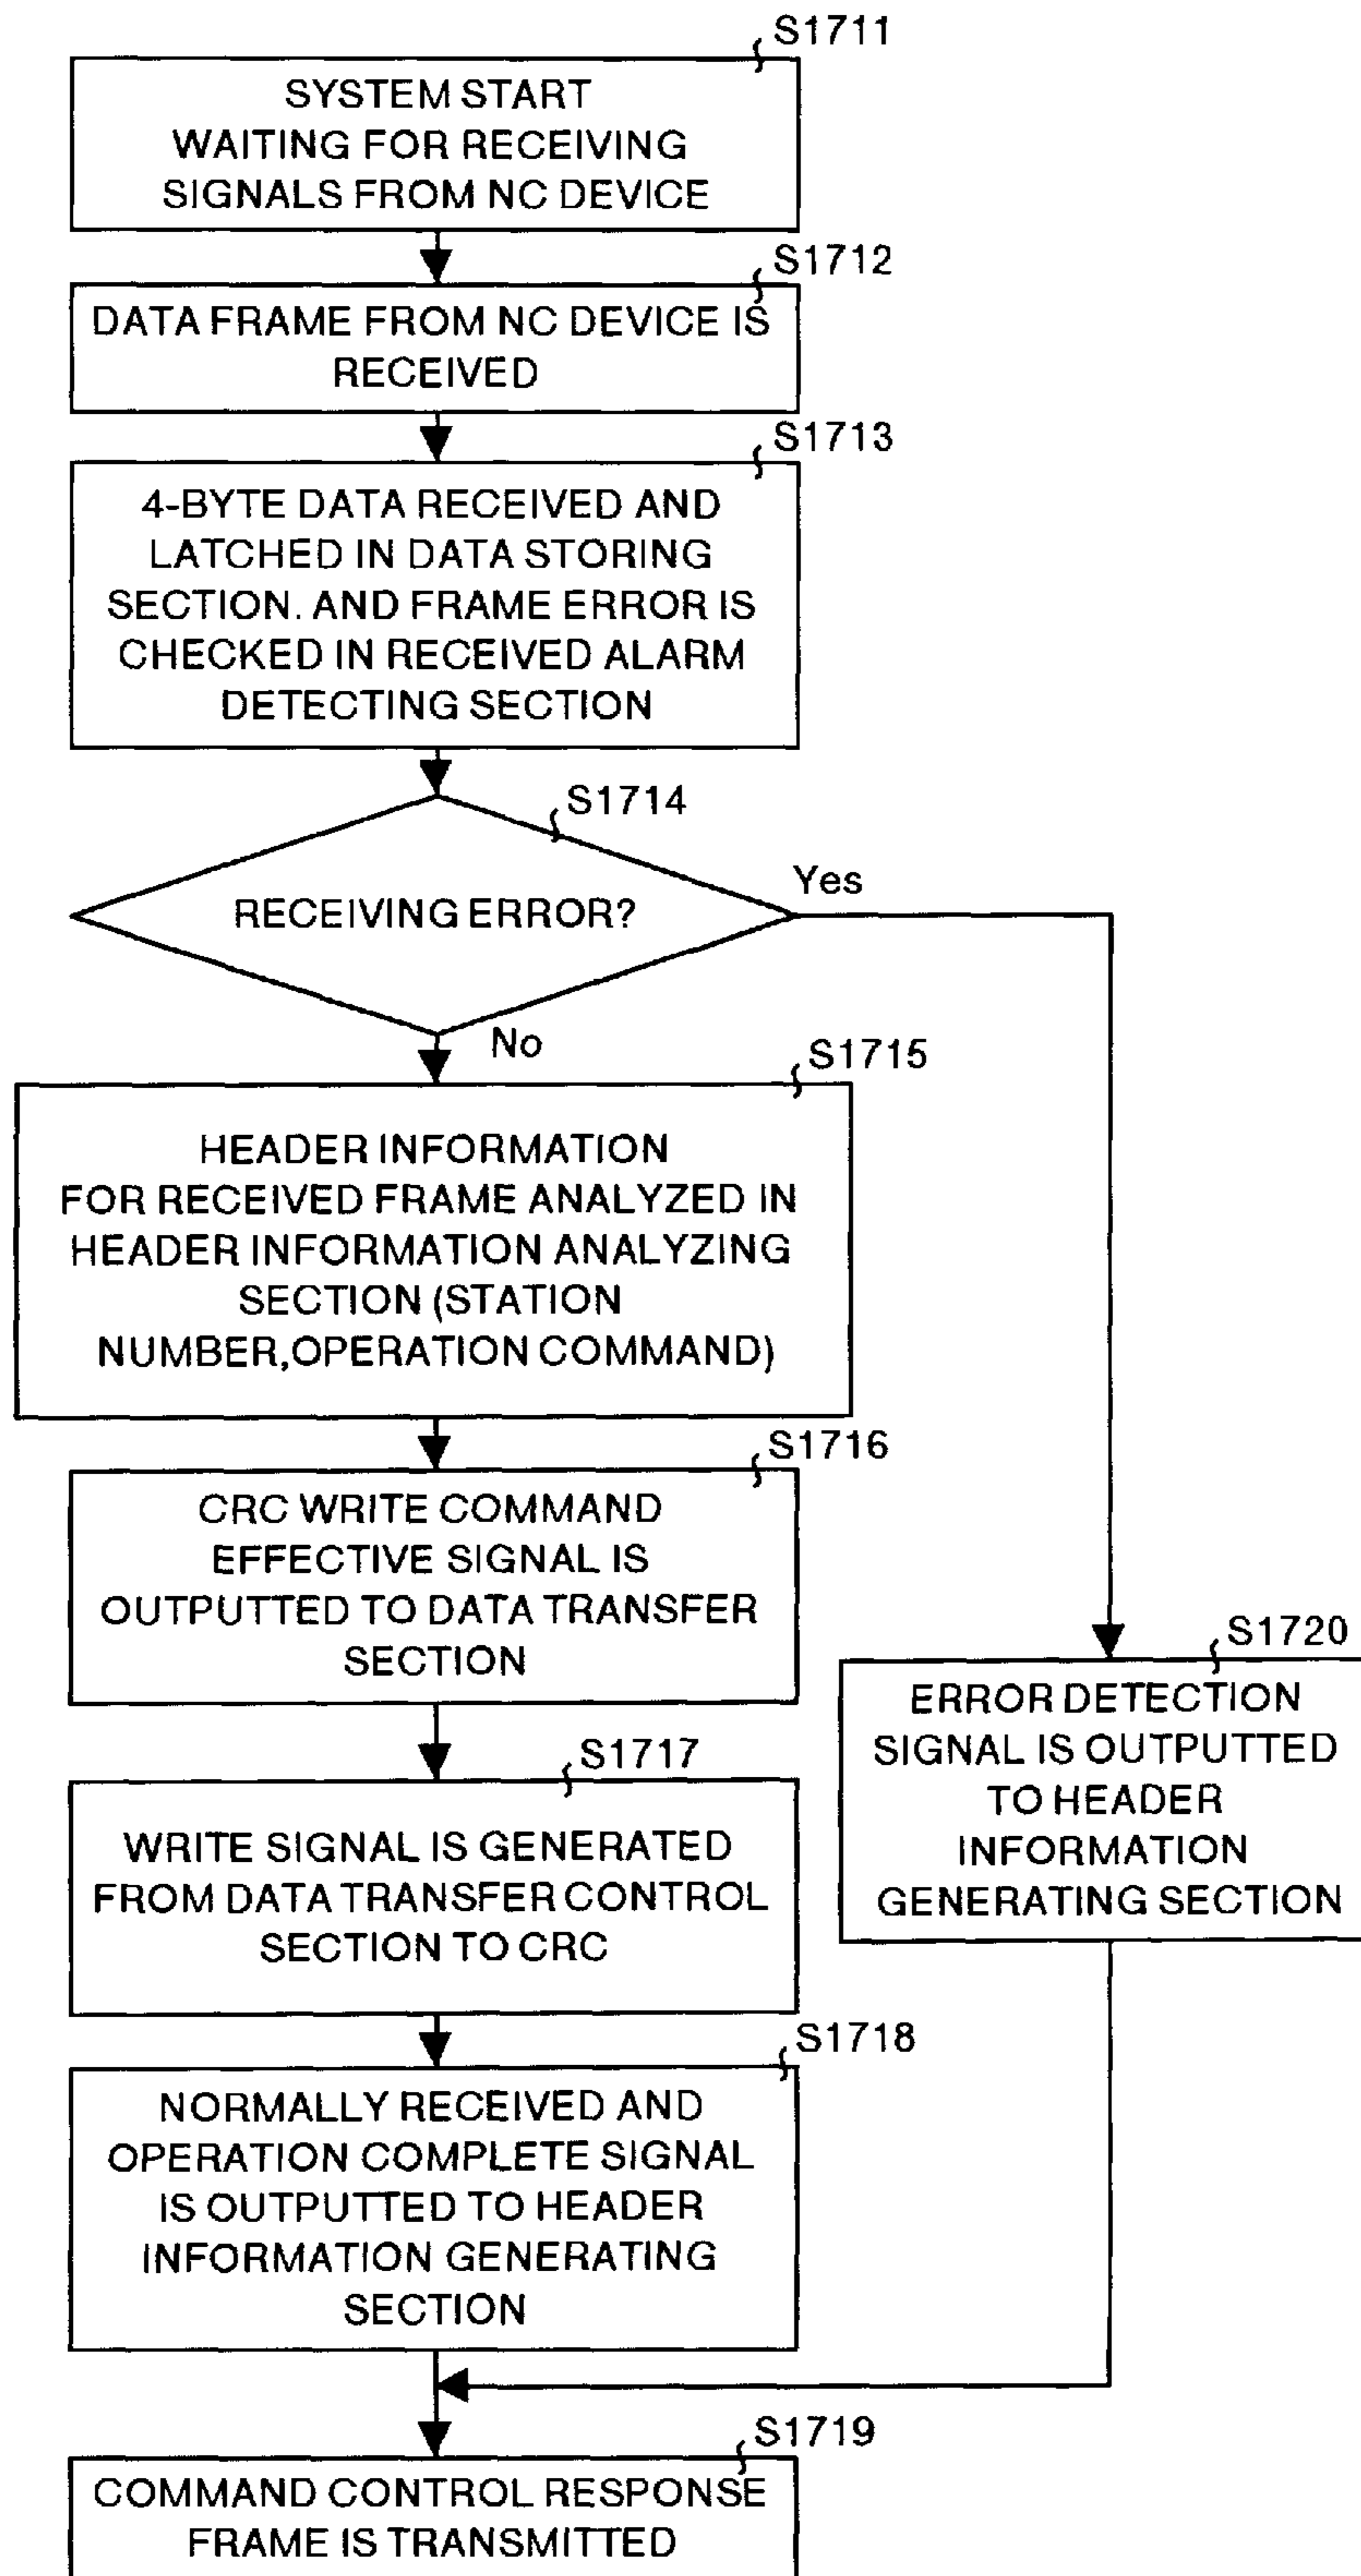 S1711
SYSTEM START
WAITING FOR RECEIVING
SIGNALS FROM NC DEVICE
S1712
DATA FRAME FROM NC DEVICE IS
RECEIVED
S1713
4-BYTE DATA RECEIVED AND
LATCHED IN DATA STORING
SECTION. AND FRAME ERROR IS
CHECKED IN RECEIVED ALARM
DETECTING SECTION
S1714
RECEIVING ERROR?
Yes
No
S1715
HEADER INFORMATION
FOR RECEIVED FRAME ANALYZED IN
HEADER INFORMATION ANALYZING
SECTION (STATION
NUMBER,OPERATION COMMAND)
S1716
CRC WRITE COMMAND
EFFECTIVE SIGNAL IS
OUTPUTTED TO DATA TRANSFER
SECTION
S1720
ERROR DETECTION
SIGNAL IS OUTPUTTED
TO HEADER
INFORMATION
GENERATING SECTION
S1717
WRITE SIGNAL IS GENERATED
FROM DATA TRANSFER CONTROL
SECTION TO CRC
S1718
NORMALLY RECEIVED AND
OPERATION COMPLETE SIGNAL
IS OUTPUTTED TO HEADER
INFORMATION GENERATING
SECTION
S1719
COMMAND CONTROL RESPONSE
FRAME IS TRANSMITTED